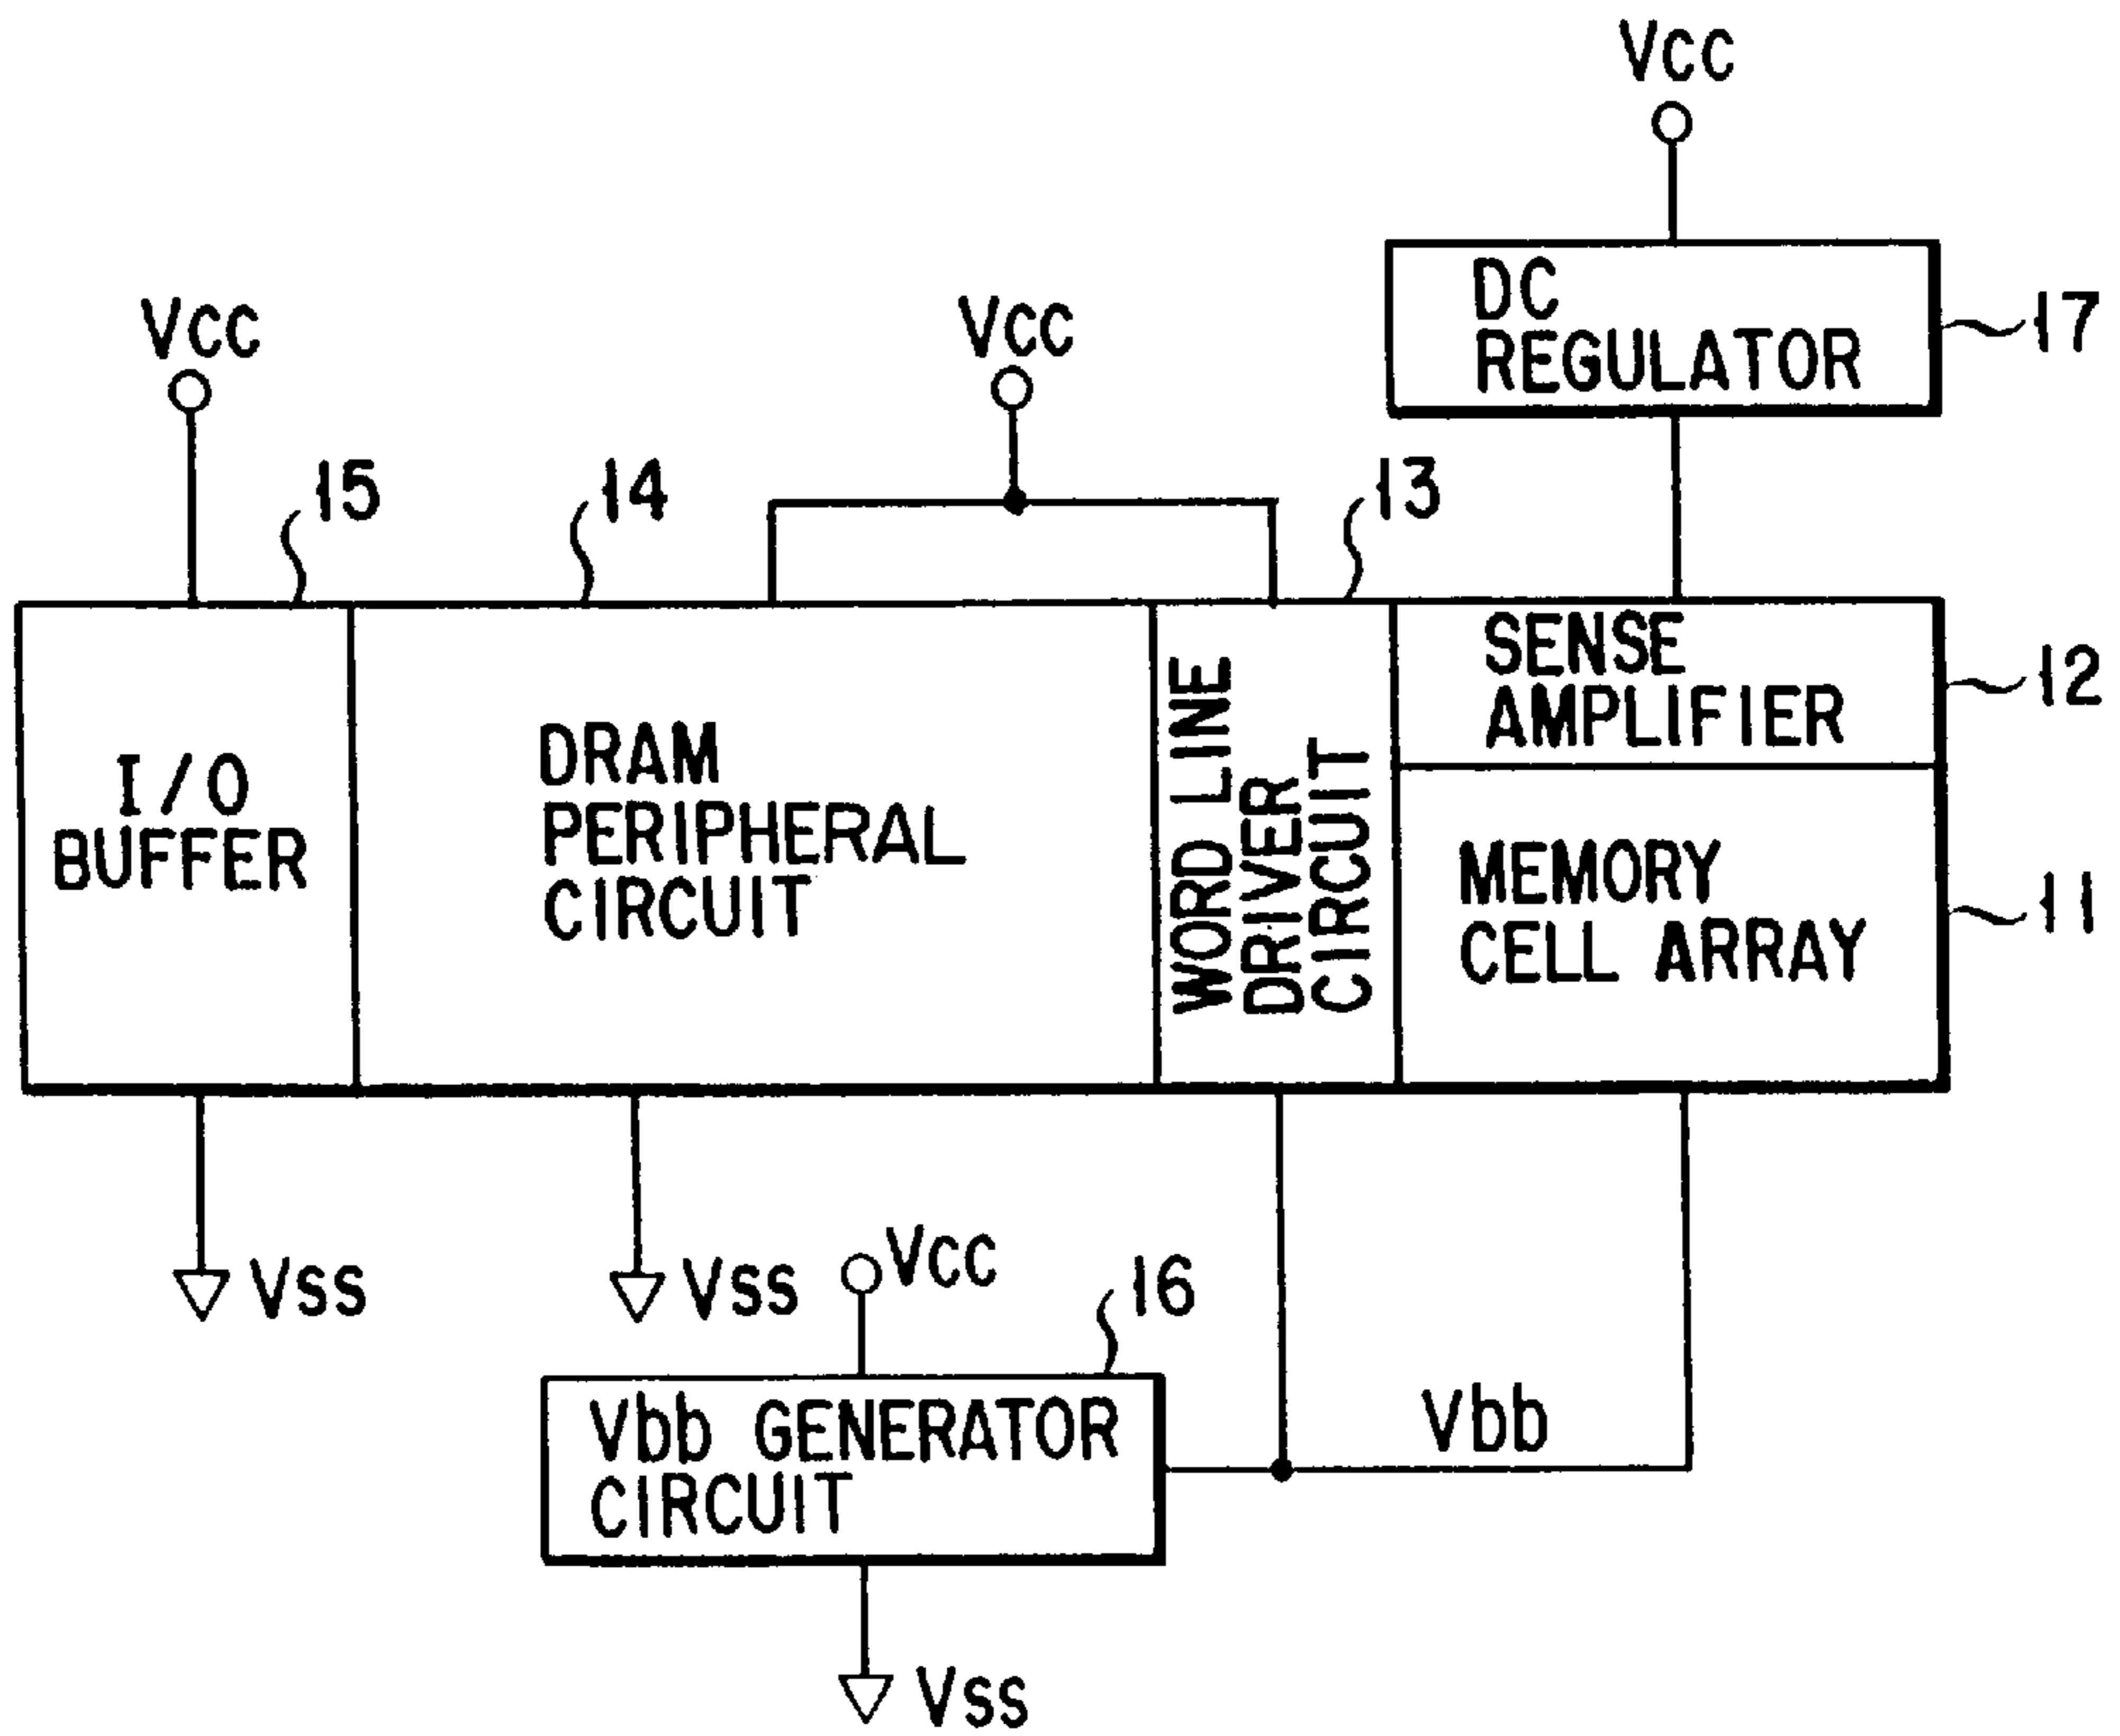 VCC
DC
REGULATOR
17
VCC
VCC
15
14
13
SENSE
AMPLIFIER
12
I/O
BUFFER
DRAM
PERIPHERAL
CIRCUIT
WORD LINE
DRIVER
CIRCUIT
MEMORY
CELL ARRAY
11
VSS
VSS
VCC
16
Vbb GENERATOR
CIRCUIT
Vbb
VSS